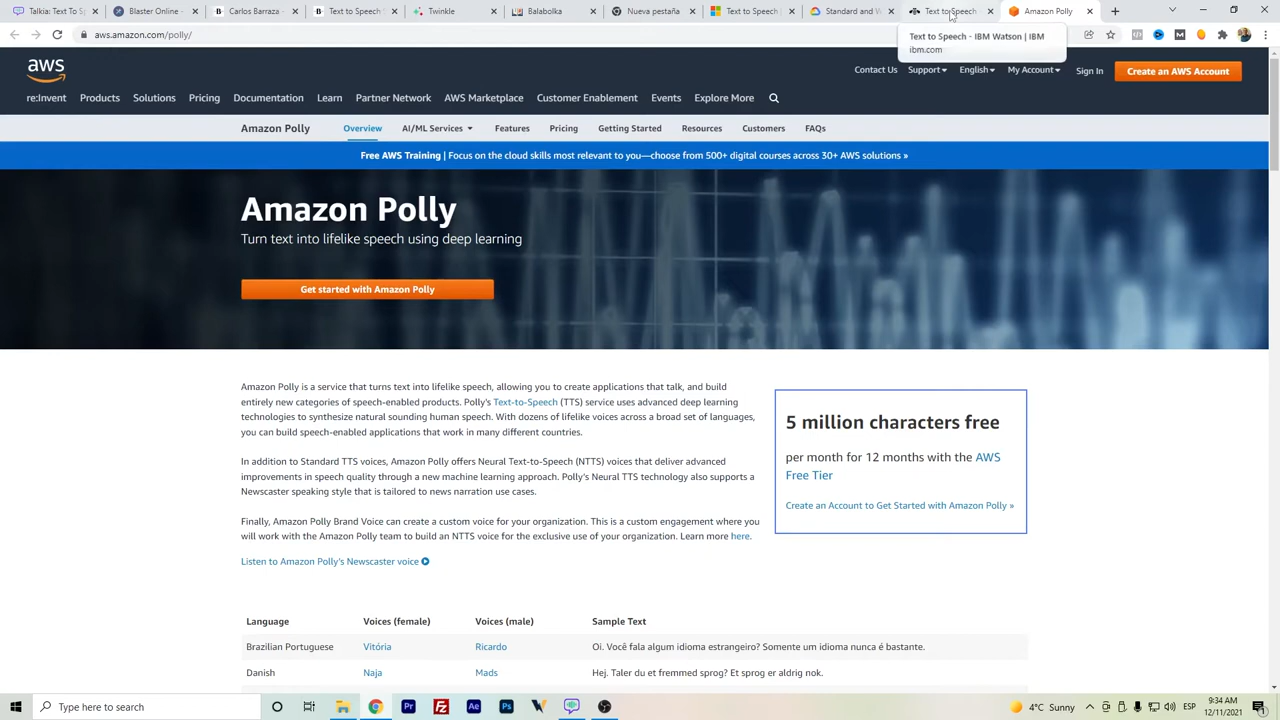 Talkia: Text to Sp
Blaster Online -
Carlos Barraza -
Text to Speech S
Twinkle
Balabolka
Nueva pestaña
Text to Speech
Standard and W
Text to Speech
Amazon Polly
aws.amazon.com/polly/
Text to Speech - IBM Watson | IBM
ibm.com
aws
Contact Us Support English My Account Sign In Create an AWS Account
re:Invent Products Solutions Pricing Documentation Learn Partner Network AWS Marketplace Customer Enablement Events Explore More
Amazon Polly Overview AI/ML Services Features Pricing Getting Started Resources Customers FAQs
Free AWS Training | Focus on the cloud skills most relevant to you—choose from 500+ digital courses across 30+ AWS solutions »
Amazon Polly
Turn text into lifelike speech using deep learning
Get started with Amazon Polly
Amazon Polly is a service that turns text into lifelike speech, allowing you to create applications that talk, and build
entirely new categories of speech-enabled products. Polly's Text-to-Speech (TTS) service uses advanced deep learning
technologies to synthesize natural sounding human speech. With dozens of lifelike voices across a broad set of languages,
you can build speech-enabled applications that work in many different countries.
In addition to Standard TTS voices, Amazon Polly offers Neural Text-to-Speech (NTTS) voices that deliver advanced
improvements in speech quality through a new machine learning approach. Polly's Neural TTS technology also supports a
Newscaster speaking style that is tailored to news narration use cases.
Finally, Amazon Polly Brand Voice can create a custom voice for your organization. This is a custom engagement where you
will work with the Amazon Polly team to build an NTTS voice for the exclusive use of your organization. Learn more here.
Listen to Amazon Polly's Newscaster voice
5 million characters free
per month for 12 months with the AWS
Free Tier
Create an Account to Get Started with Amazon Polly »
Language Voices (female) Voices (male) Sample Text
Brazilian Portuguese Vitória Ricardo Oi. Você fala algum idioma estrangeiro? Somente um idioma nunca é bastante.
Danish Naja Mads Hej. Taler du et fremmed sprog? Et sprog er aldrig nok.
Type here to search
Pr
Fz
Ae
Ps
4°C Sunny
ESP
9:34 AM
12/11/2021
1